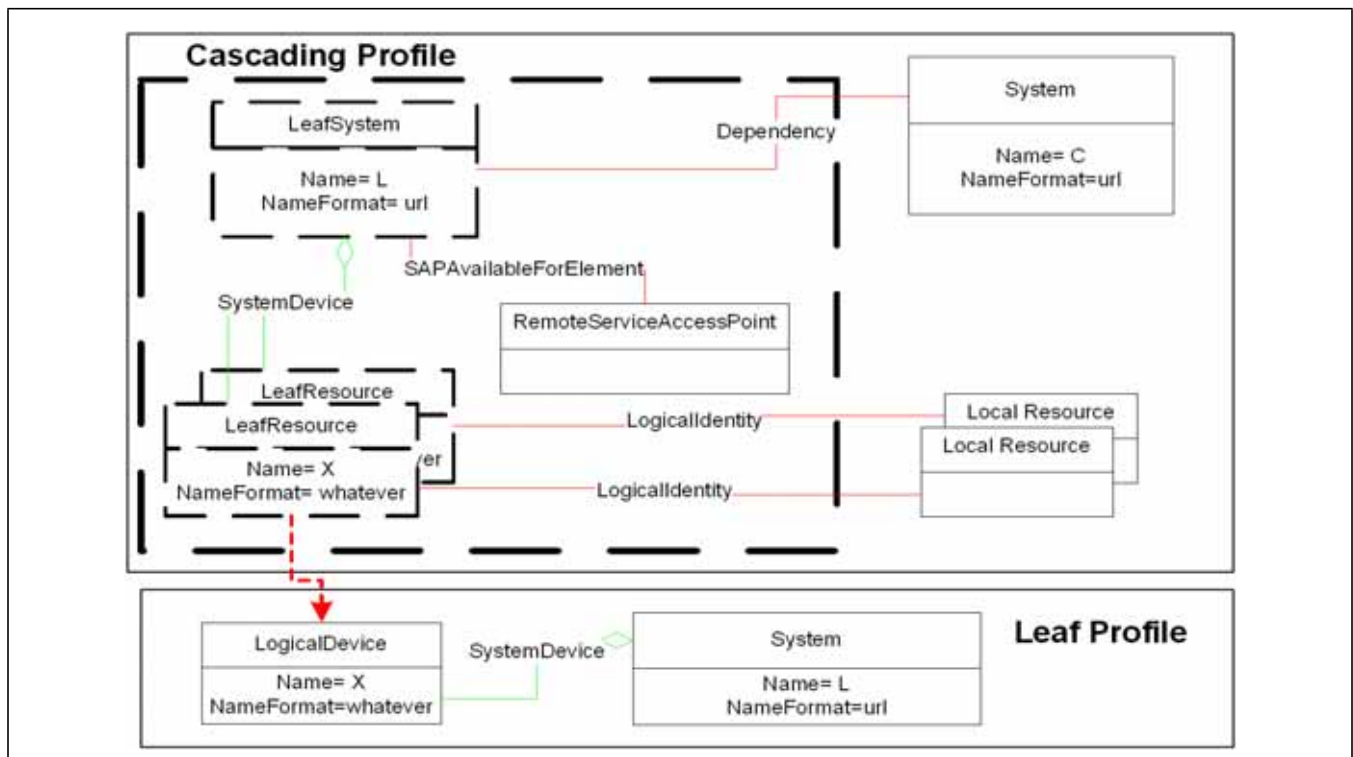 Cascading Profile
System
Name= C
NameFormat=url
LeafSystem
Name= L
NameFormat= url
Dependency
SAPAvailableForElement
SystemDevice
RemoteServiceAccessPoint
LeafResource
LeafResource
Name= X
NameFormat= whatever
ver
LogicalIdentity
LogicalIdentity
Local Resource
Local Resource
Leaf Profile
LogicalDevice
Name= X
NameFormat=whatever
SystemDevice
System
Name= L
NameFormat=url